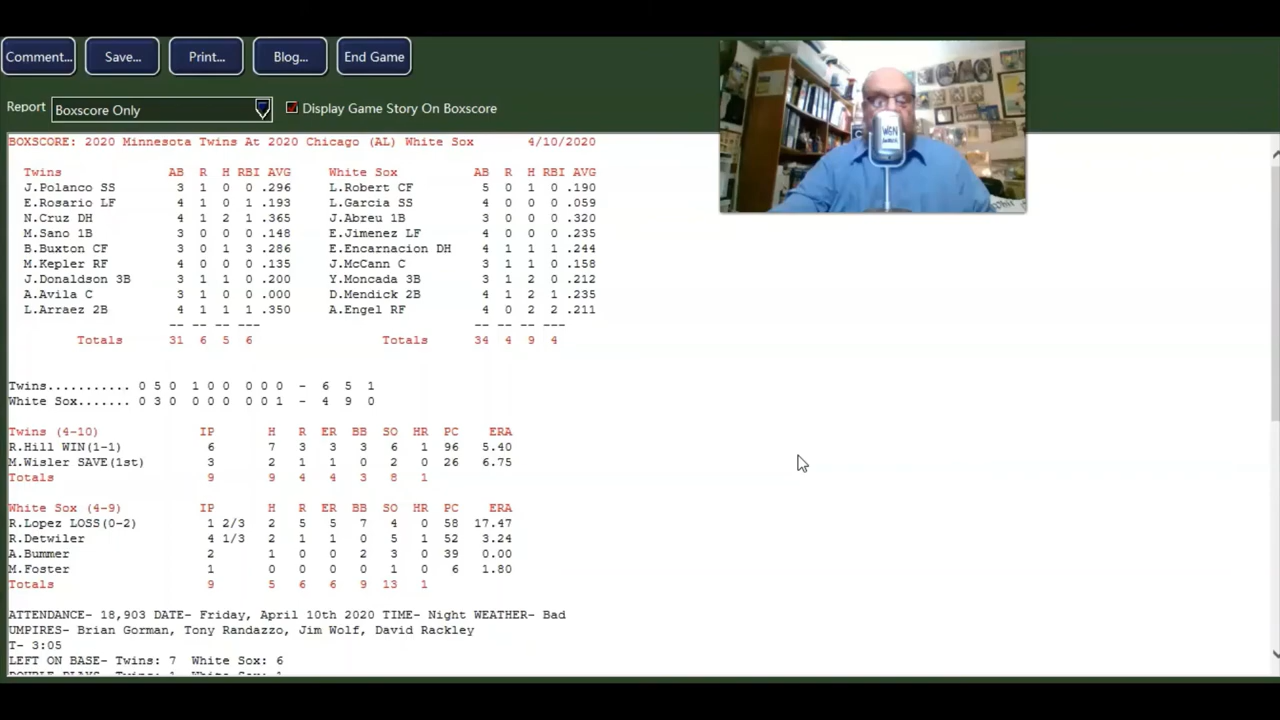 Comment... Save... Print... Blog... End Game
Report Boxscore Only Display Game Story On Boxscore
WGN
BOXSCORE: 2020 Minnesota Twins At 2020 Chicago (AL) White Sox 4/10/2020
Twins AB R H RBI AVG White Sox AB R H RBI AVG
J.Polanco SS 3 1 0 0 .296 L.Robert CF 5 0 1 0 .190
E.Rosario LF 4 1 0 1 .193 L.Garcia SS 4 0 0 0 .059
N.Cruz DH 4 1 2 1 .365 J.Abreu 1B 3 0 0 0 .320
M.Sano 1B 3 0 0 0 .148 E.Jimenez LF 4 0 0 0 .235
B.Buxton CF 3 0 1 3 .286 E.Encarnacion DH 4 1 1 1 .244
M.Kepler RF 4 0 0 0 .135 J.McCann C 3 1 1 0 .158
J.Donaldson 3B 3 1 1 0 .200 Y.Moncada 3B 3 1 2 0 .212
A.Avila C 3 1 0 0 .000 D.Mendick 2B 4 1 2 1 .235
L.Arraez 2B 4 1 1 1 .350 A.Engel RF 4 0 2 2 .211
-- -- -- --- -- -- -- ---
Totals 31 6 5 6 Totals 34 4 9 4
Twins........... 0 5 0 1 0 0 0 0 0 - 6 5 1
White Sox....... 0 3 0 0 0 0 0 0 1 - 4 9 0
Twins (4-10) IP H R ER BB SO HR PC ERA
R.Hill WIN(1-1) 6 7 3 3 3 6 1 96 5.40
M.Wisler SAVE(1st) 3 2 1 1 0 2 0 26 6.75
Totals 9 9 4 4 3 8 1
White Sox (4-9) IP H R ER BB SO HR PC ERA
R.Lopez LOSS(0-2) 1 2/3 2 5 5 7 4 0 58 17.47
R.Detwiler 4 1/3 2 1 1 0 5 1 52 3.24
A.Bummer 2 1 0 0 2 3 0 39 0.00
M.Foster 1 0 0 0 0 1 0 6 1.80
Totals 9 5 6 6 9 13 1
ATTENDANCE- 18,903 DATE- Friday, April 10th 2020 TIME- Night WEATHER- Bad
UMPIRES- Brian Gorman, Tony Randazzo, Jim Wolf, David Rackley
T- 3:05
LEFT ON BASE- Twins: 7 White Sox: 6
DOUBLE PLAYS- Twins: 1 White Sox: 1